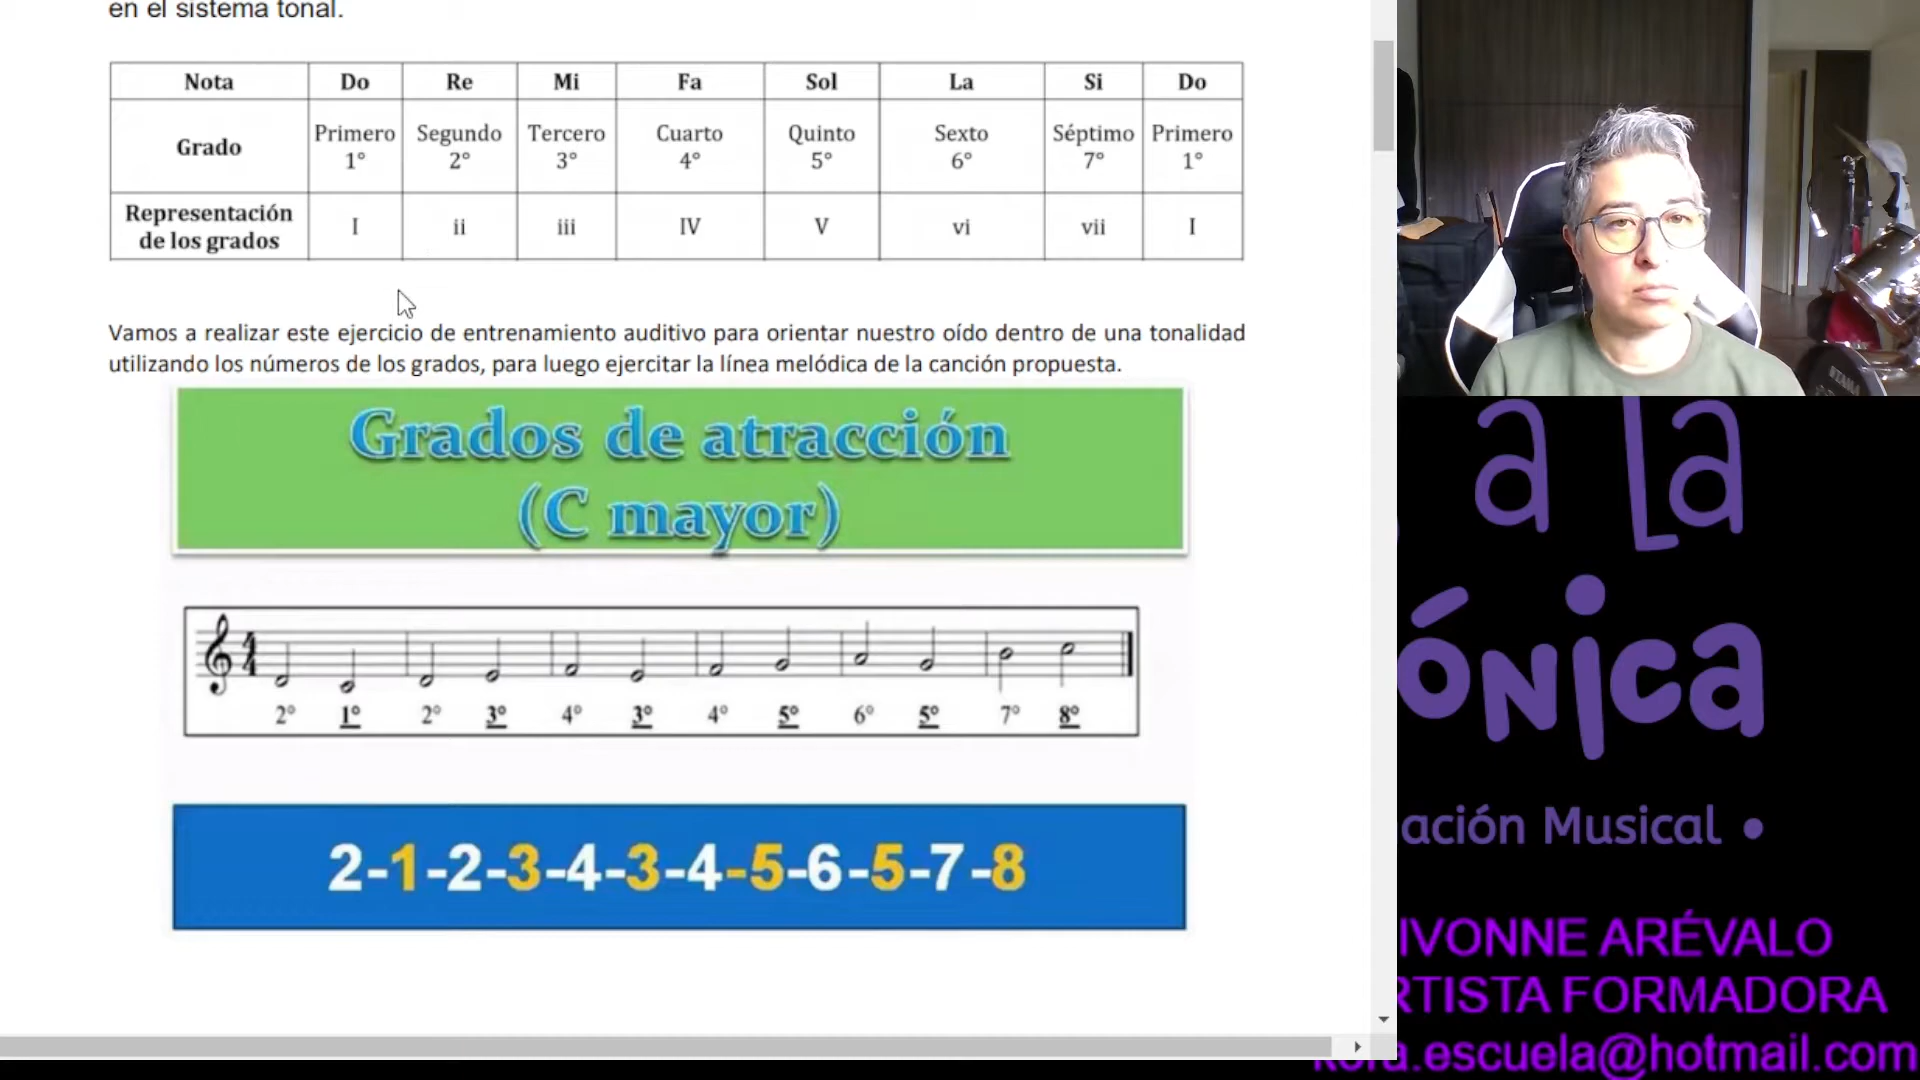 en el sistema tonal.
Nota Do Re Mi Fa Sol La Si Do
Grado Primero 1° Segundo 2° Tercero 3° Cuarto 4° Quinto 5° Sexto 6° Séptimo 7° Primero 1°
Representación de los grados I ii iii IV V vi vii I
Vamos a realizar este ejercicio de entrenamiento auditivo para orientar nuestro oído dentro de una tonalidad
utilizando los números de los grados, para luego ejercitar la línea melódica de la canción propuesta.
Grados de atracción
(C mayor)
4
4
2° 1° 2° 3° 4° 3° 4° 5° 6° 5° 7° 8°
2-1-2-3-4-3-4-5-6-5-7-8
TAMA
a La
ónica
ación Musical •
IVONNE ARÉVALO
RTISTA FORMADORA
.escuela@hotmail.com